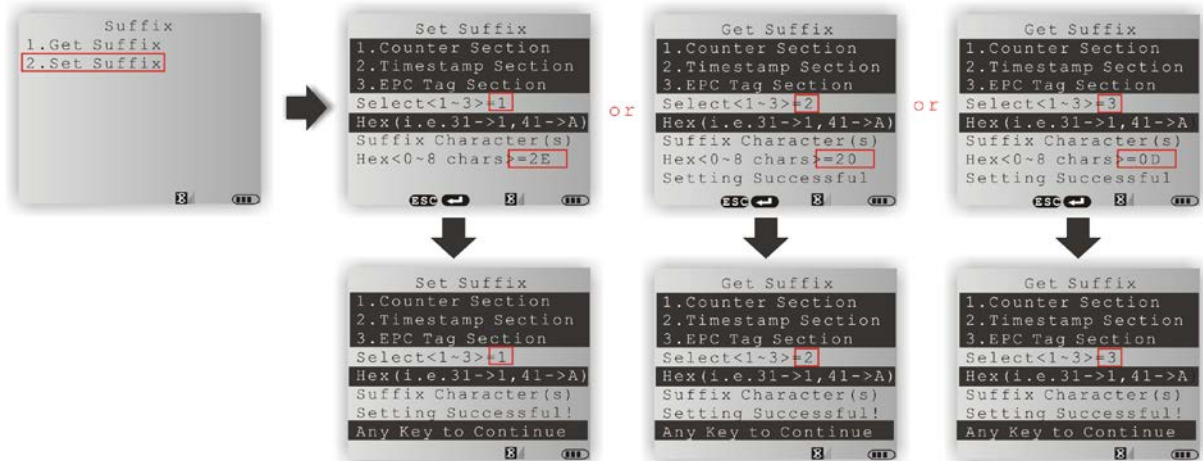 Suffix
1.Get Suffix
2.Set Suffix
Set Suffix
1.Counter Section
2.Timestamp Section
3.EPC Tag Section
Select<1~3>=1
Hex(i.e.31->1,41->A)
Suffix Character(s)
Hex<0~8 chars>=2E
ESC
or
Get Suffix
1.Counter Section
2.Timestamp Section
3.EPC Tag Section
Select<1~3>=2
Hex(i.e.31->1,41->A)
Suffix Character(s)
Hex<0~8 chars>=20
Setting Successful
ESC
or
Get Suffix
1.Counter Section
2.Timestamp Section
3.EPC Tag Section
Select<1~3>=3
Hex(i.e.31->1,41->A)
Suffix Character(s)
Hex<0~8 chars>=0D
Setting Successful
ESC
Set Suffix
1.Counter Section
2.Timestamp Section
3.EPC Tag Section
Select<1~3>=1
Hex(i.e.31->1,41->A)
Suffix Character(s)
Setting Successful!
Any Key to Continue
Get Suffix
1.Counter Section
2.Timestamp Section
3.EPC Tag Section
Select<1~3>=2
Hex(i.e.31->1,41->A)
Suffix Character(s)
Setting Successful!
Any Key to Continue
Get Suffix
1.Counter Section
2.Timestamp Section
3.EPC Tag Section
Select<1~3>=3
Hex(i.e.31->1,41->A
Suffix Character(s)
Setting Successful!
Any Key to Continue